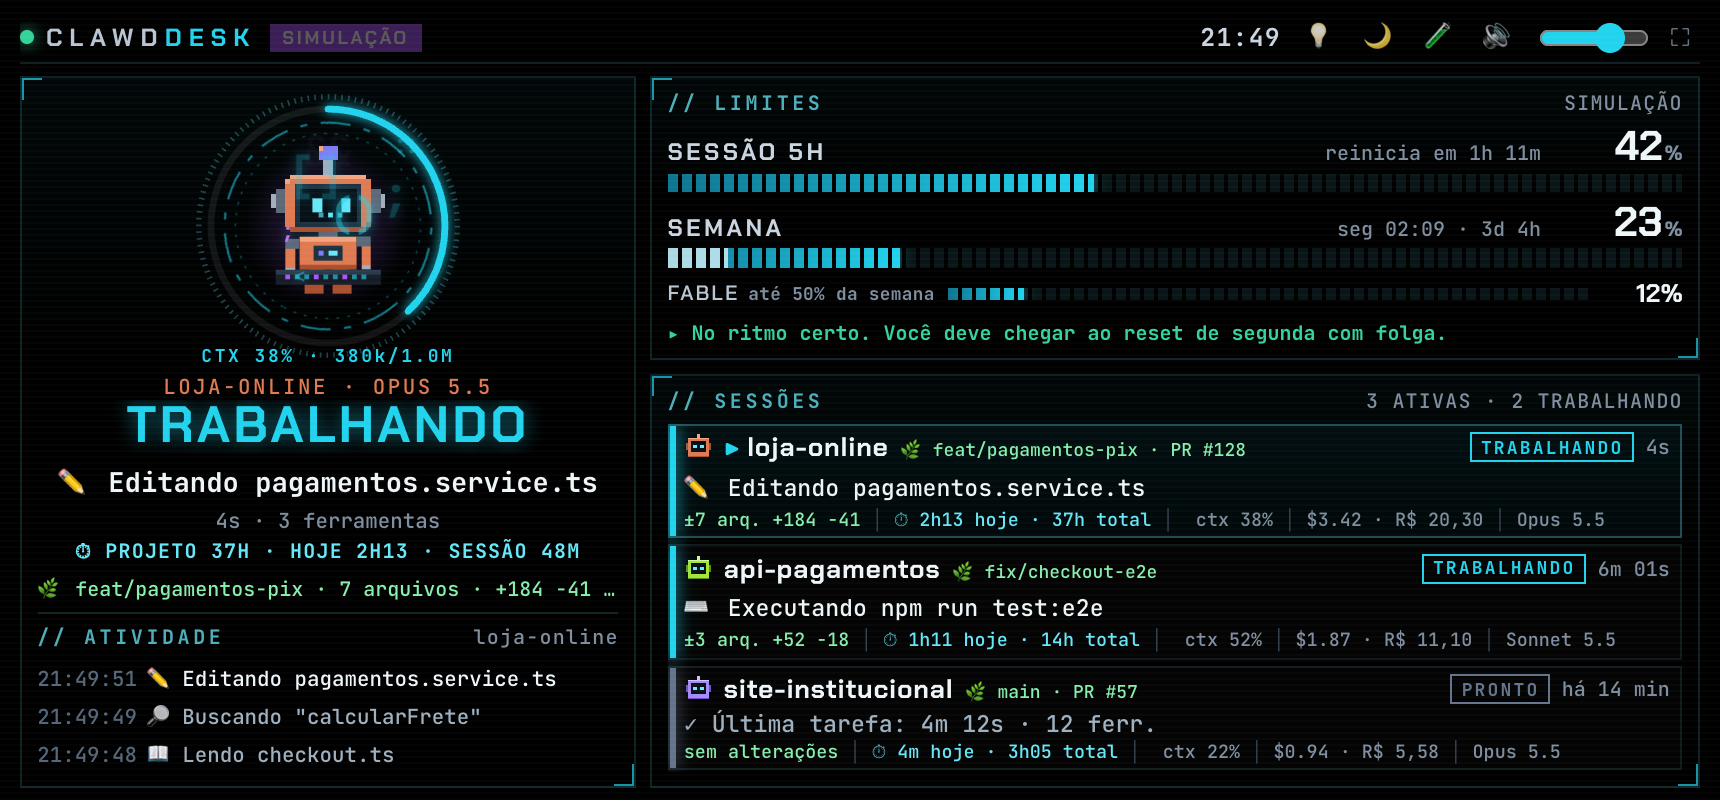 CLAWDDESK SIMULAÇÃO
21:49
CTX 38% · 380k/1.0M
LOJA-ONLINE · OPUS 5.5
TRABALHANDO
Editando pagamentos.service.ts
4s · 3 ferramentas
PROJETO 37H · HOJE 2H13 · SESSÃO 48M
feat/pagamentos-pix · 7 arquivos · +184 -41 …
// ATIVIDADE loja-online
21:49:51 Editando pagamentos.service.ts
21:49:49 Buscando "calcularFrete"
21:49:48 Lendo checkout.ts
// LIMITES SIMULAÇÃO
SESSÃO 5H reinicia em 1h 11m 42%
SEMANA seg 02:09 · 3d 4h 23%
FABLE até 50% da semana 12%
▸ No ritmo certo. Você deve chegar ao reset de segunda com folga.
// SESSÕES 3 ATIVAS · 2 TRABALHANDO
▸ loja-online feat/pagamentos-pix · PR #128 TRABALHANDO 4s
Editando pagamentos.service.ts
±7 arq. +184 -41 2h13 hoje · 37h total ctx 38% $3.42 · R$ 20,30 Opus 5.5
api-pagamentos fix/checkout-e2e TRABALHANDO 6m 01s
Executando npm run test:e2e
±3 arq. +52 -18 1h11 hoje · 14h total ctx 52% $1.87 · R$ 11,10 Sonnet 5.5
site-institucional main · PR #57 PRONTO há 14 min
✓ Última tarefa: 4m 12s · 12 ferr.
sem alterações 4m hoje · 3h05 total ctx 22% $0.94 · R$ 5,58 Opus 5.5